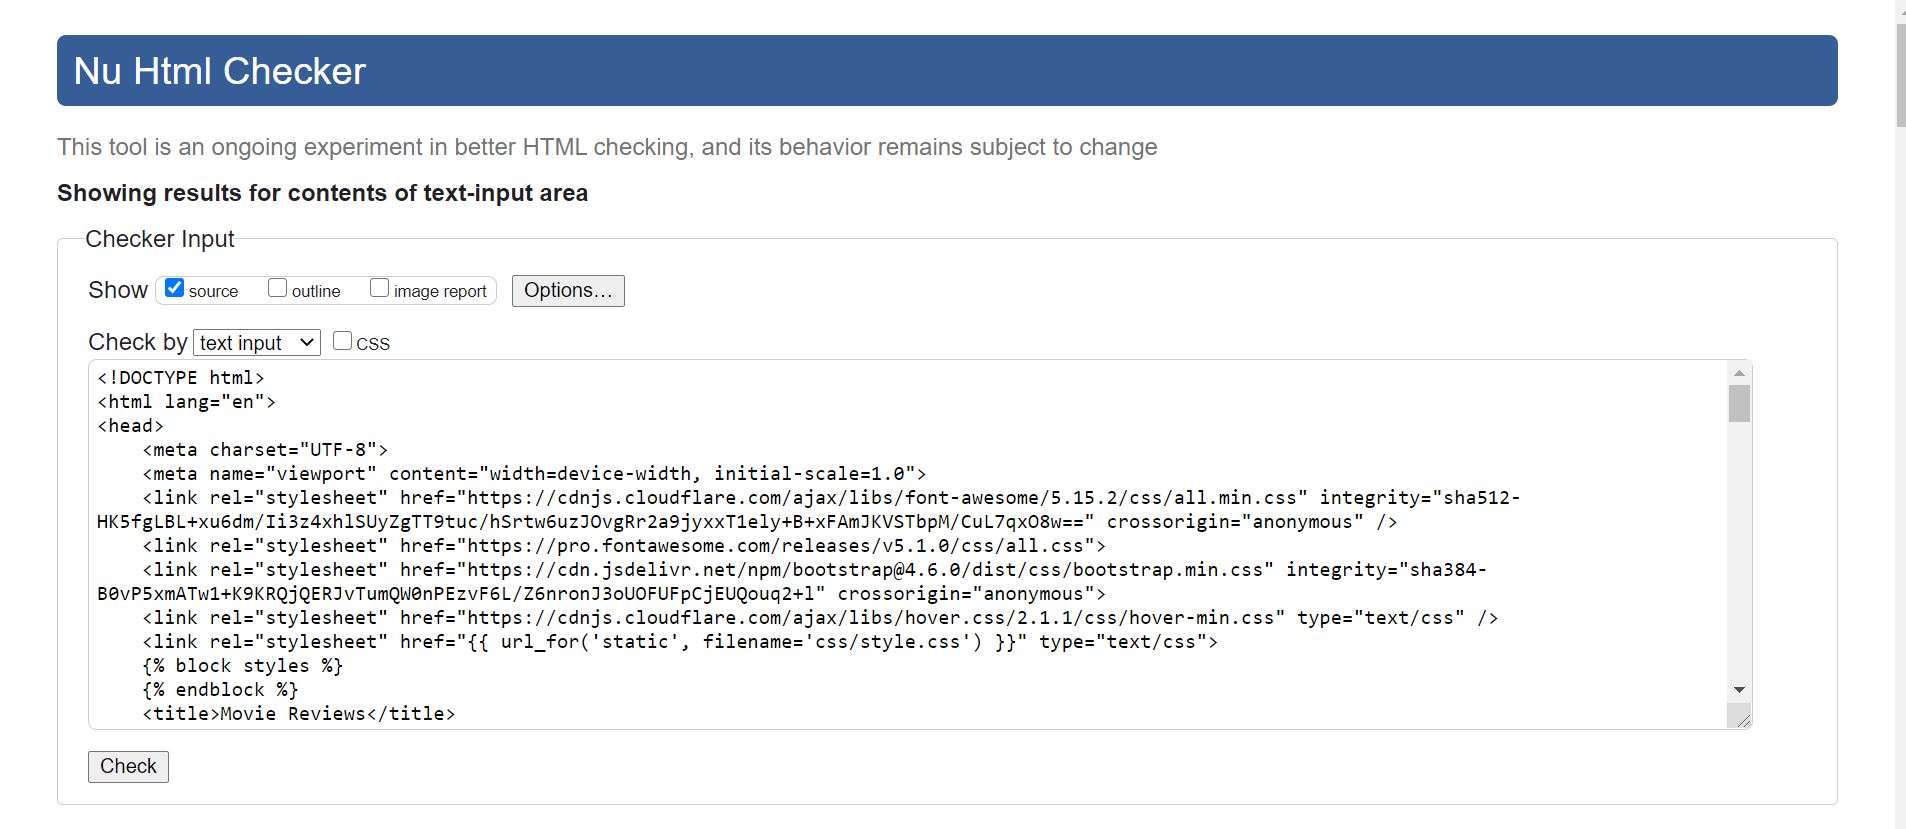 Nu Html Checker
This tool is an ongoing experiment in better HTML checking, and its behavior remains subject to change
Showing results for contents of text-input area
Checker Input
Show source outline image report Options...
Check by text input CSS
<!DOCTYPE html>
<html lang="en">
<head>
    <meta charset="UTF-8">
    <meta name="viewport" content="width=device-width, initial-scale=1.0">
    <link rel="stylesheet" href="https://cdnjs.cloudflare.com/ajax/libs/font-awesome/5.15.2/css/all.min.css" integrity="sha512-
HK5fgLBL+xu6dm/Ii3z4xhlSUyZgTT9tuc/hSrtw6uzJOvgRr2a9jyxxT1ely+B+xFAmJKVSTbpM/CuL7qxO8w==" crossorigin="anonymous" />
    <link rel="stylesheet" href="https://pro.fontawesome.com/releases/v5.1.0/css/all.css">
    <link rel="stylesheet" href="https://cdn.jsdelivr.net/npm/bootstrap@4.6.0/dist/css/bootstrap.min.css" integrity="sha384-
B0vP5xmATw1+K9KRQjQERJvTumQW0nPEzvF6L/Z6nronJ3oUOFUFpCjEUQouq2+l" crossorigin="anonymous">
    <link rel="stylesheet" href="https://cdnjs.cloudflare.com/ajax/libs/hover.css/2.1.1/css/hover-min.css" type="text/css" />
    <link rel="stylesheet" href="{{ url_for('static', filename='css/style.css') }}" type="text/css">
    {% block styles %}
    {% endblock %}
    <title>Movie Reviews</title>
Check